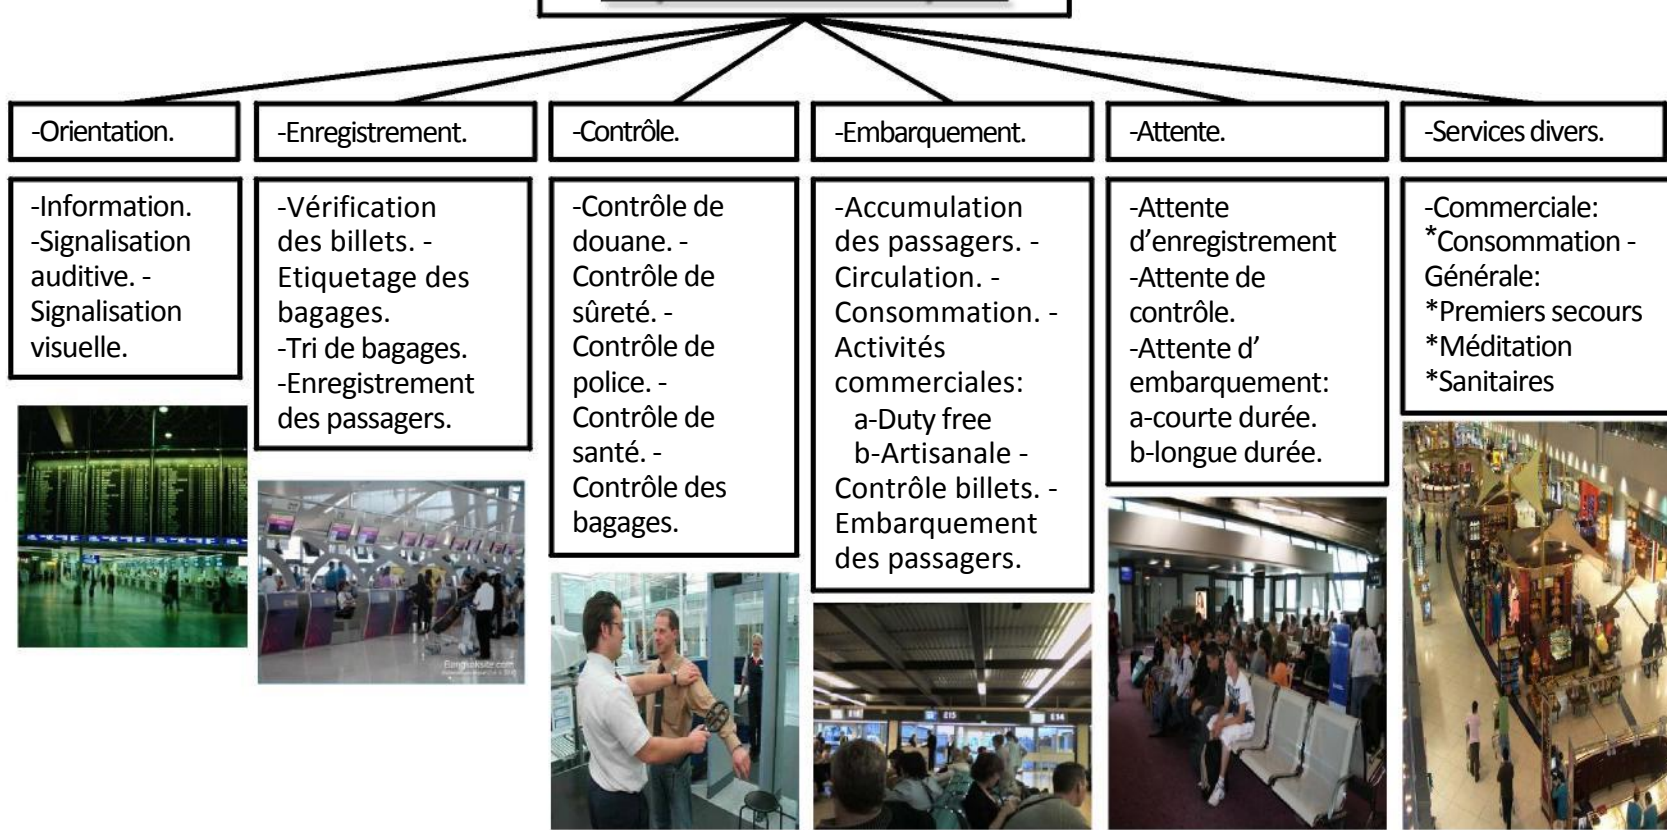 -Orientation.
-Enregistrement.
-Contrôle.
-Embarquement.
-Attente.
-Services divers.
-Information.
-Signalisation
auditive. -
Signalisation
visuelle.
-Vérification
des billets. -
Etiquetage des
bagages.
-Tri de bagages.
-Enregistrement
des passagers.
-Contrôle de
douane. -
Contrôle de
sûreté. -
Contrôle de
police. -
Contrôle de
santé. -
Contrôle des
bagages.
-Accumulation
des passagers. -
Circulation. -
Consommation. -
Activités
commerciales:
a-Duty free
b-Artisanale -
Contrôle billets. -
Embarquement
des passagers.
-Attente
d’enregistrement
-Attente de
contrôle.
-Attente d’
embarquement:
a-courte durée.
b-longue durée.
-Commerciale:
*Consommation -
Générale:
*Premiers secours
*Méditation
*Sanitaires
E15
E14